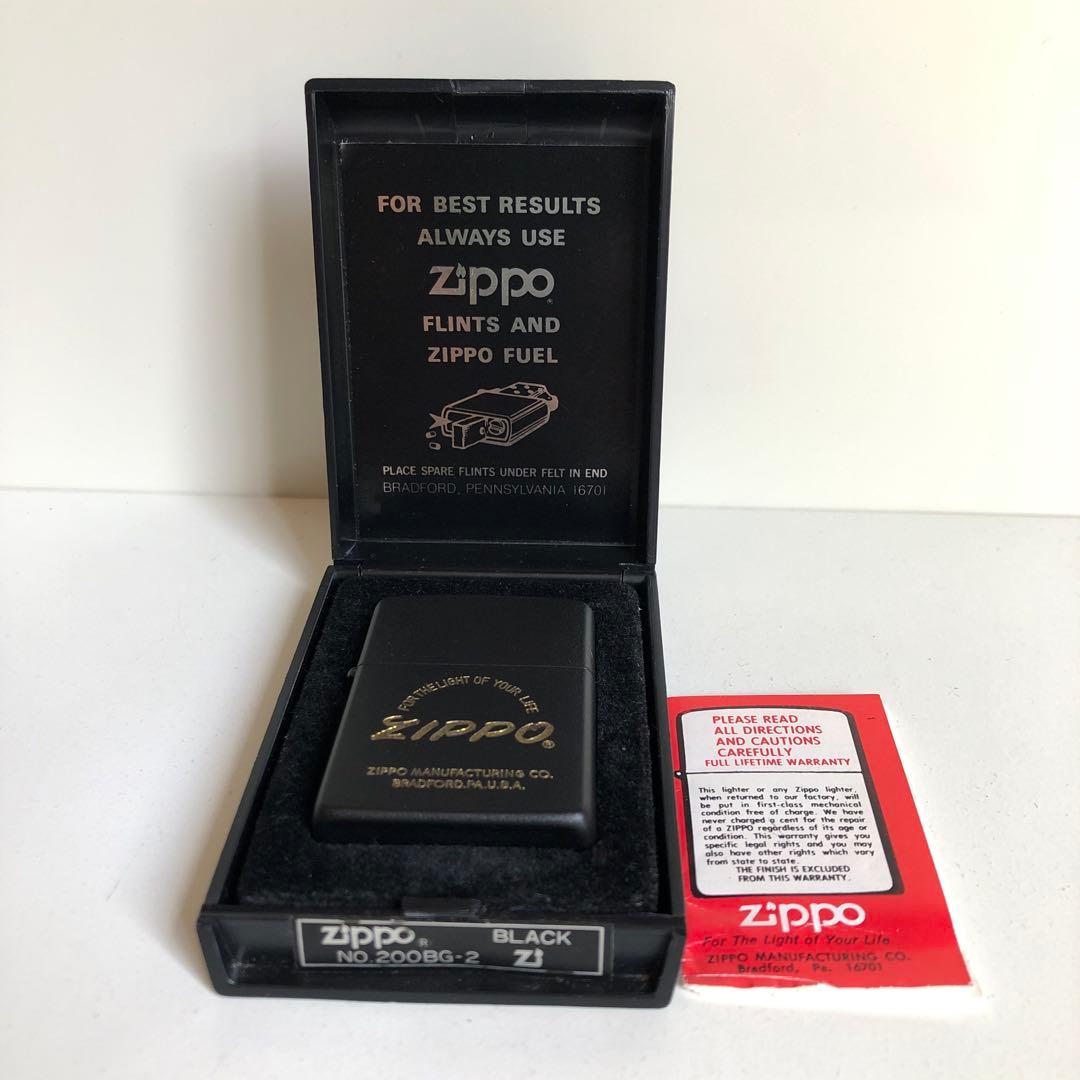 FOR BEST RESULTS
ALWAYS USE
Zippo®
FLINTS AND
ZIPPO FUEL
PLACE SPARE FLINTS UNDER FELT IN END
BRADFORD, PENNSYLVANIA 16701
FOR THE LIGHT OF YOUR LIFE
ZIPPO®
ZIPPO MANUFACTURING CO.
BRADFORD.PA.U.S.A.
Zippo® BLACK
NO.200BG-2 Zi
PLEASE READ
ALL DIRECTIONS
AND CAUTIONS
CAREFULLY
FULL LIFETIME WARRANTY
This lighter or any Zippo lighter,
when returned to our factory, will
be put in first-class mechanical
condition free of charge. We have
never charged a cent for the repair
of a ZIPPO regardless of its age or
condition. This warranty gives you
specific legal rights and you may
also have other rights which vary
from state to state.
THE FINISH IS EXCLUDED
FROM THIS WARRANTY.
Zippo
For The Light of Your Life
ZIPPO MANUFACTURING CO.
Bradford, Pa. 16701